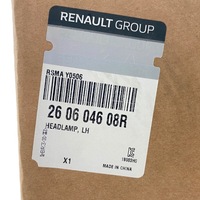 RENAULT GROUP
RSMA Y0506
26 06 046 08R
HEADLAMP, LH
X1
MADE IN CHINA